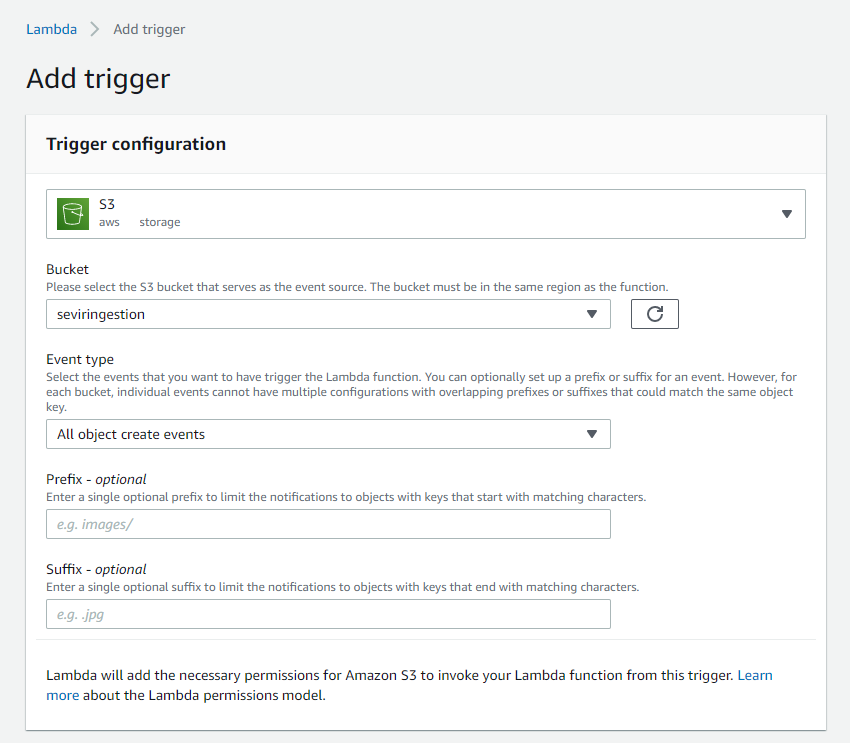 Lambda > Add trigger
Add trigger
Trigger configuration
S3
aws storage
Bucket
Please select the S3 bucket that serves as the event source. The bucket must be in the same region as the function.
seviringestion
Event type
Select the events that you want to have trigger the Lambda function. You can optionally set up a prefix or suffix for an event. However, for
each bucket, individual events cannot have multiple configurations with overlapping prefixes or suffixes that could match the same object
key.
All object create events
Prefix - optional
Enter a single optional prefix to limit the notifications to objects with keys that start with matching characters.
e.g. images/
Suffix - optional
Enter a single optional suffix to limit the notifications to objects with keys that end with matching characters.
e.g. .jpg
Lambda will add the necessary permissions for Amazon S3 to invoke your Lambda function from this trigger. Learn
more about the Lambda permissions model.